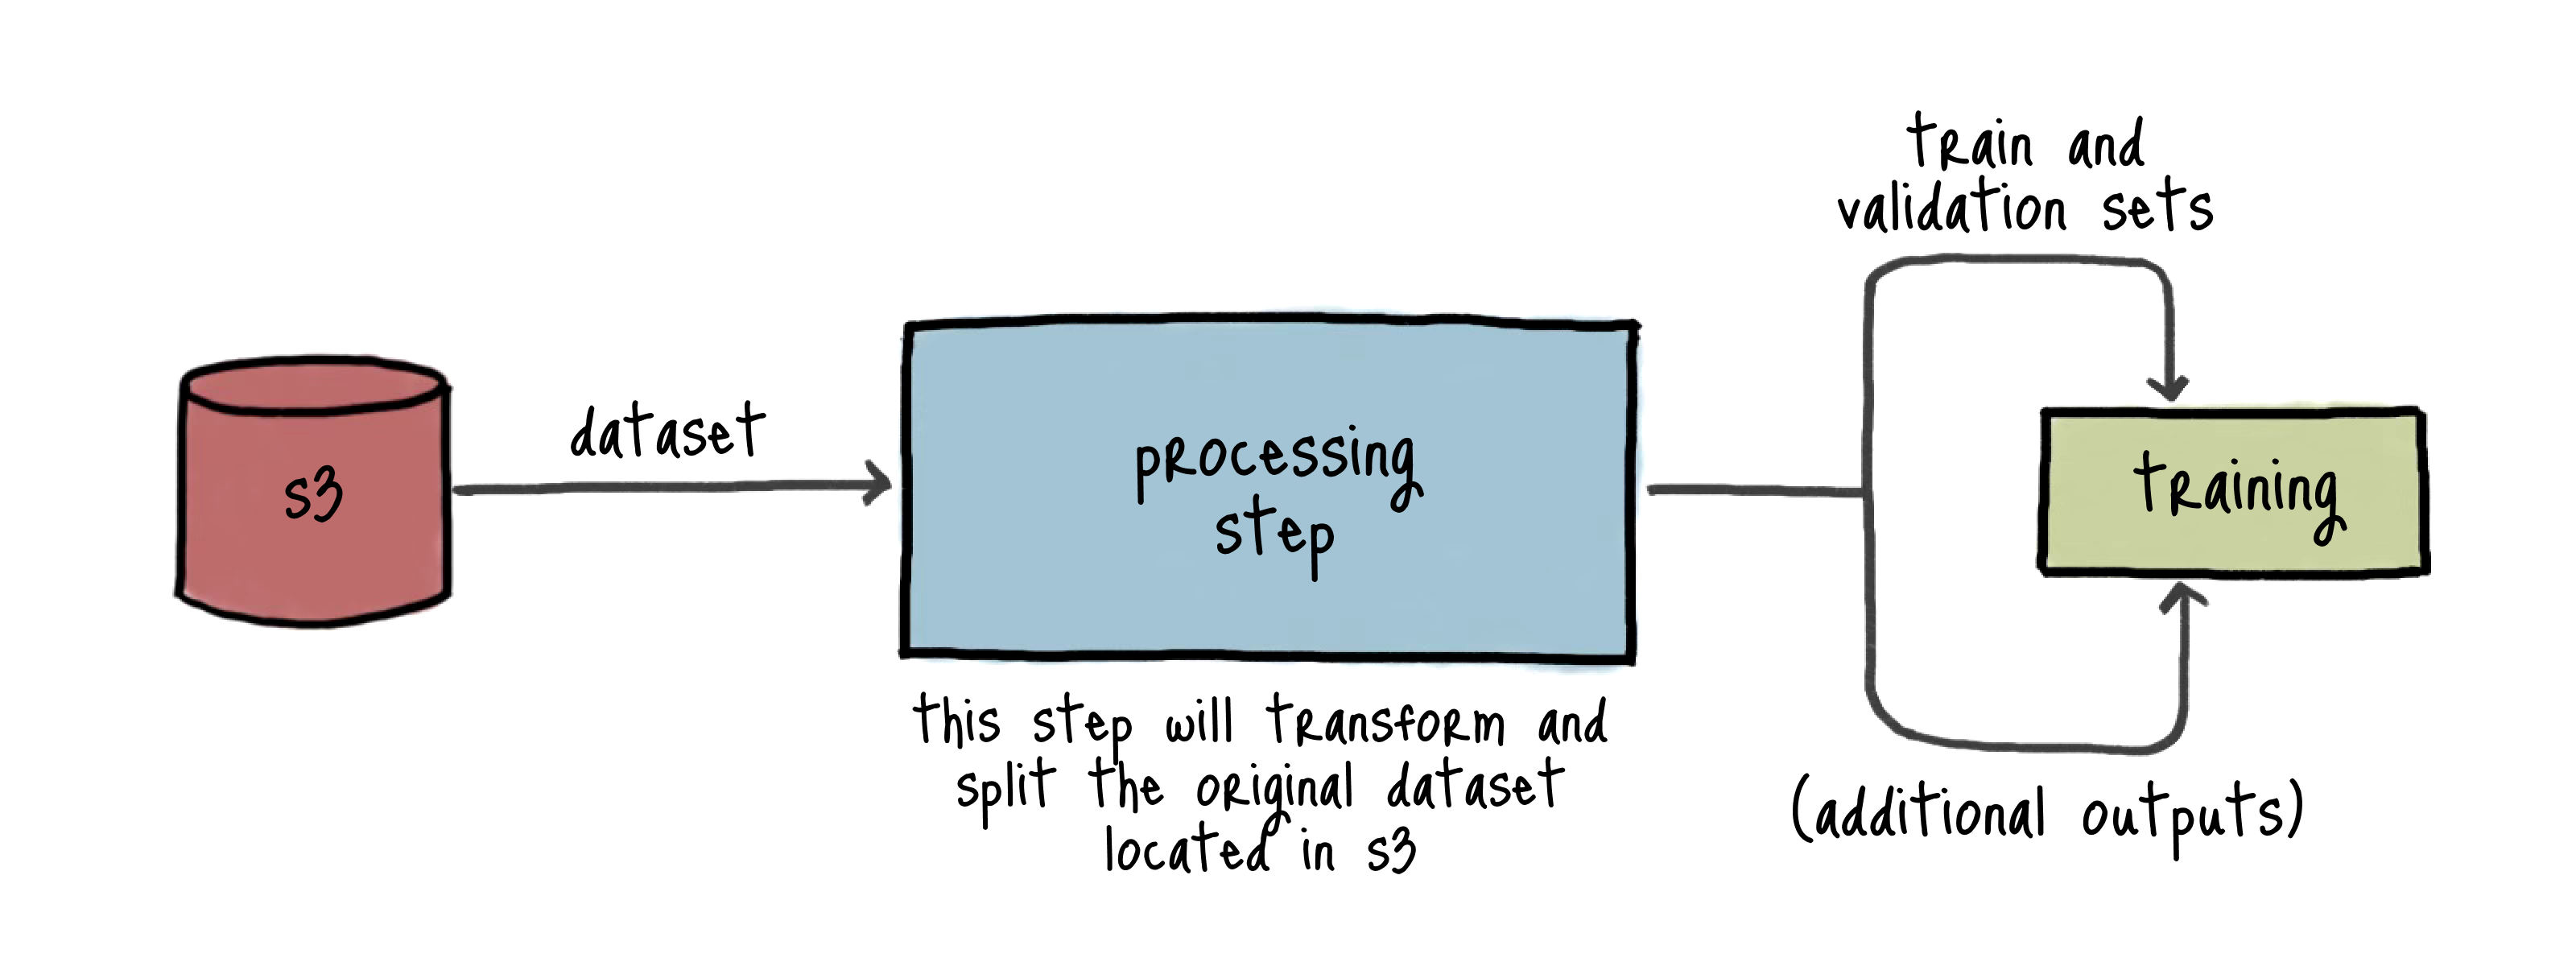 s3
dataset
processing
step
this step will transform and
split the original dataset
located in s3
train and
validation sets
training
(additional outputs)